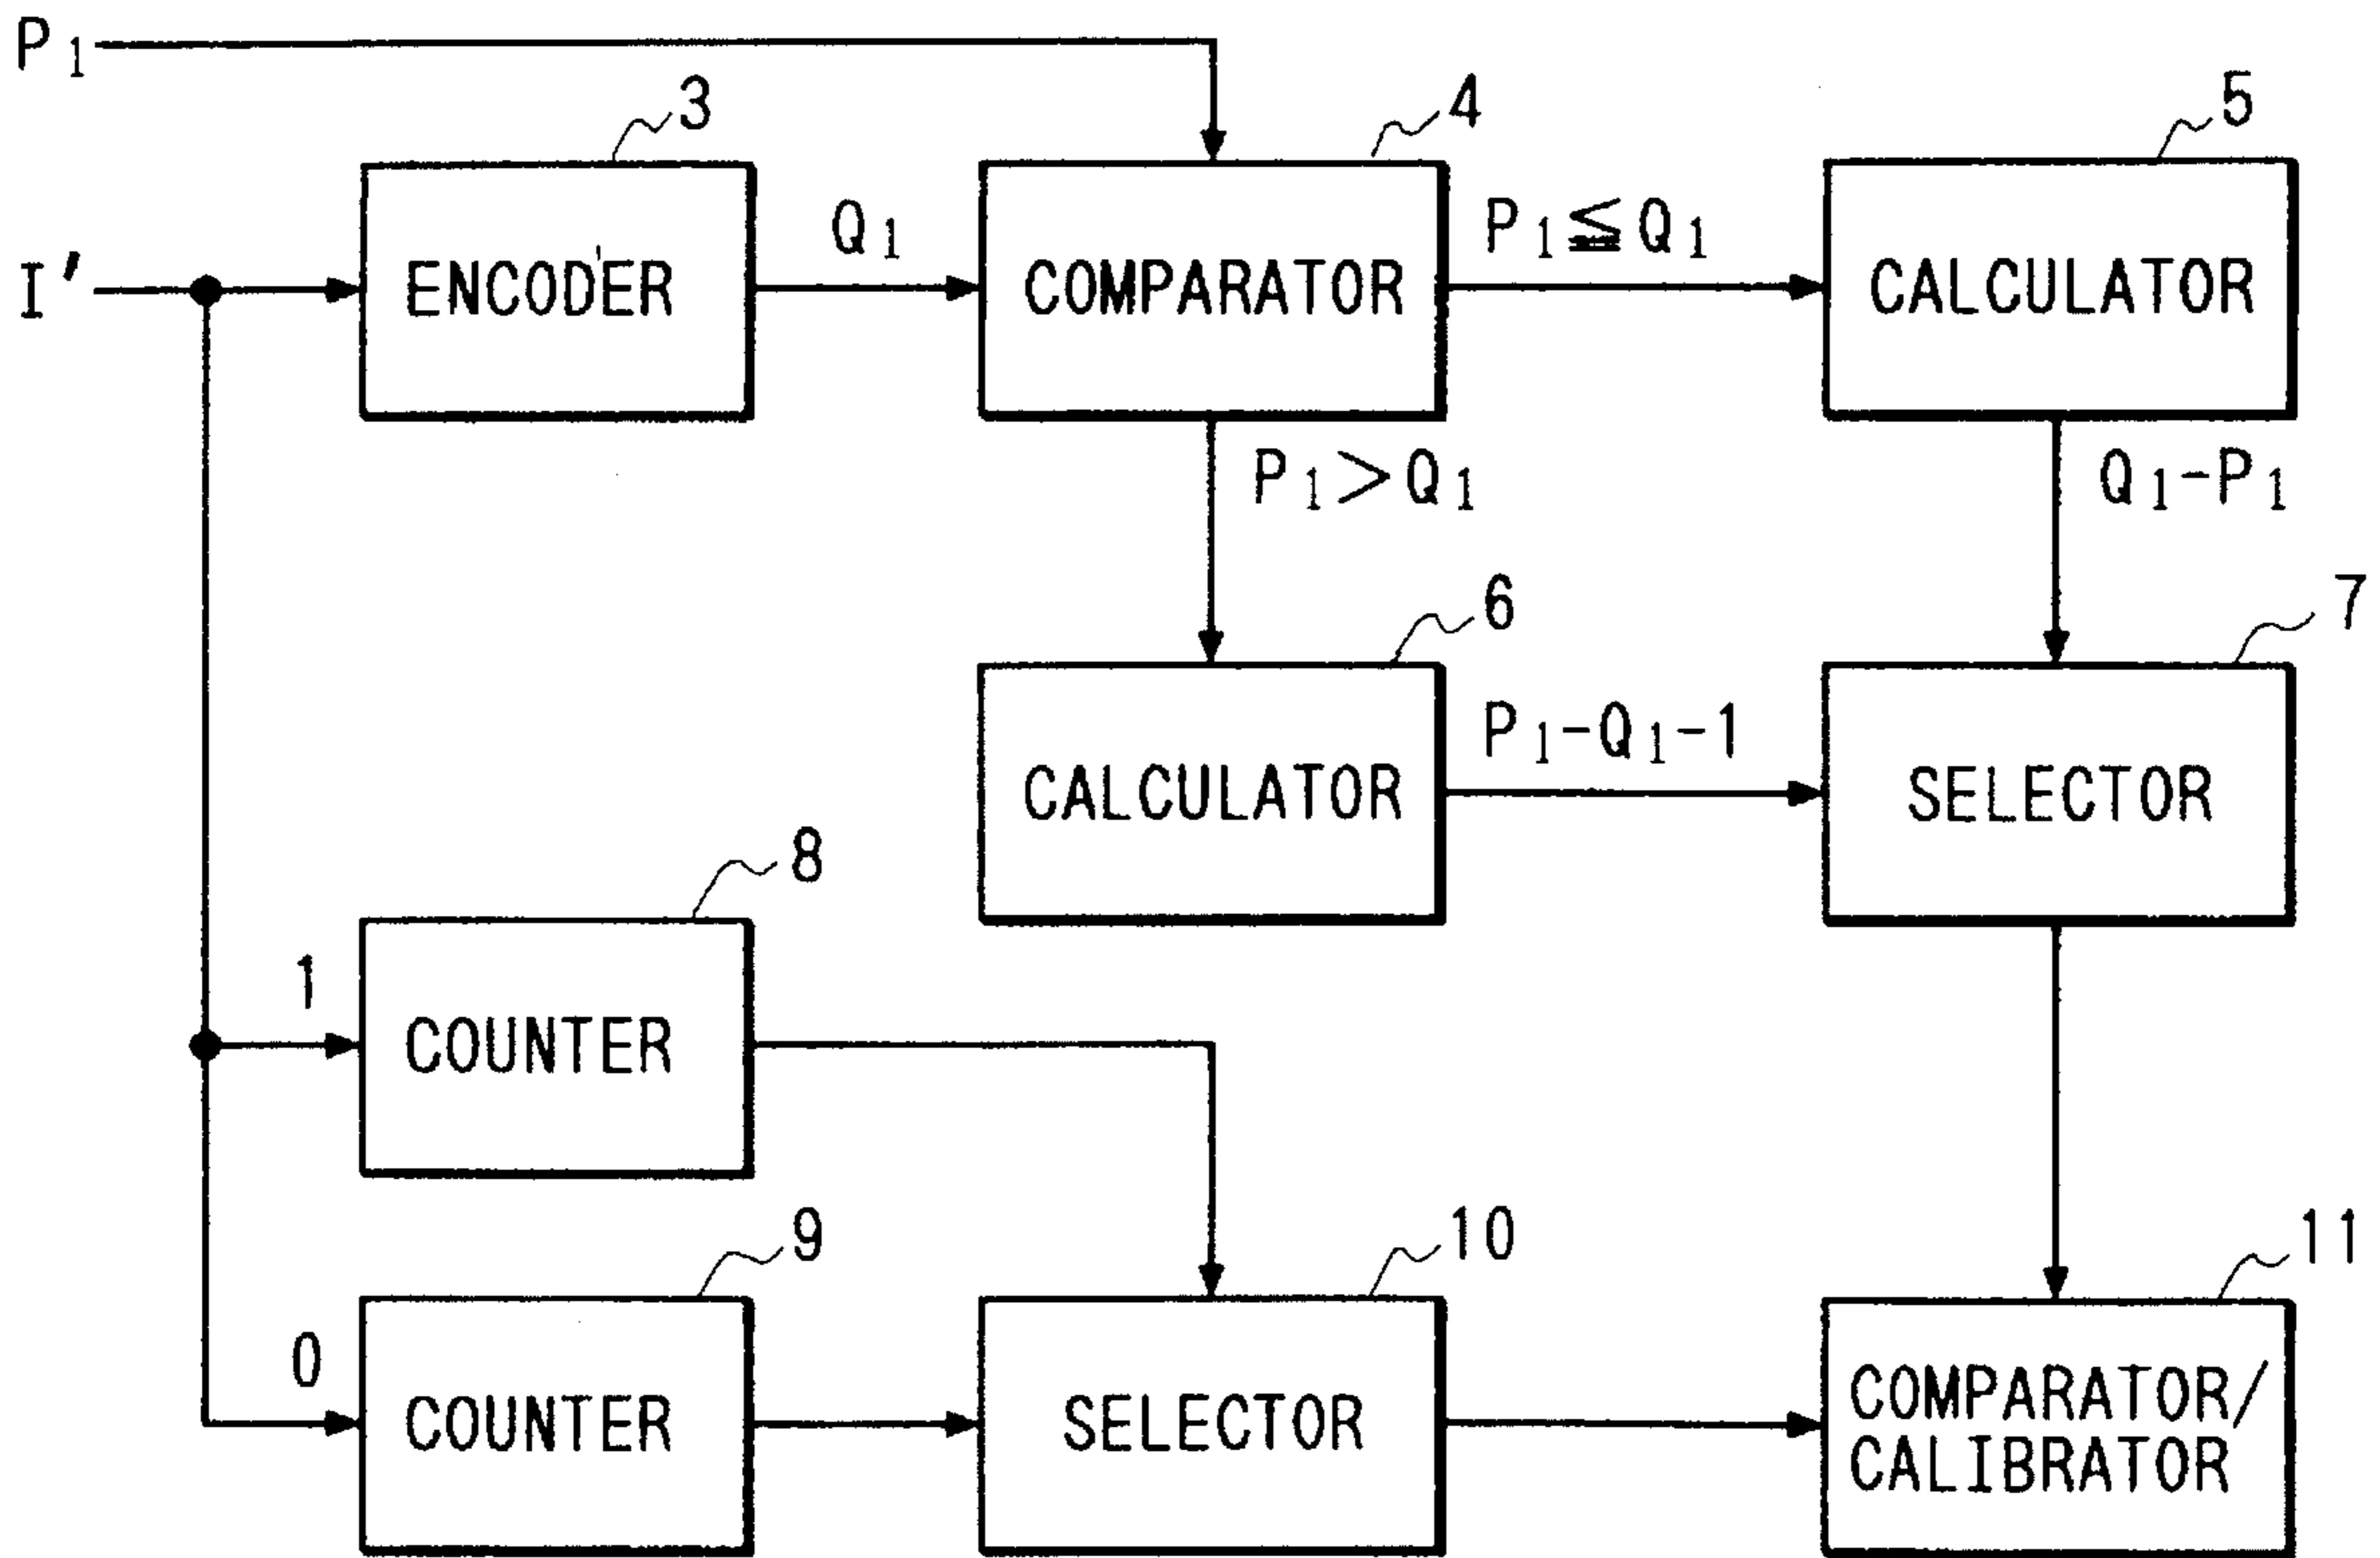 P1
3
4
5
I'
ENCODER
Q1
COMPARATOR
P1≦Q1
CALCULATOR
P1>Q1
Q1-P1
6
7
CALCULATOR
P1-Q1-1
SELECTOR
8
1
COUNTER
9
10
11
0
COUNTER
SELECTOR
COMPARATOR/
CALIBRATOR